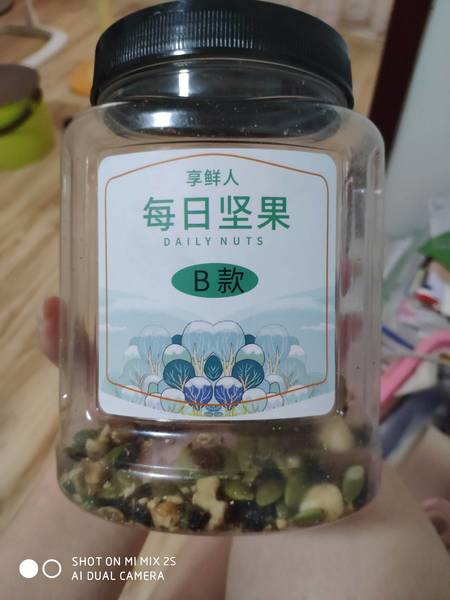 享鲜人
每日坚果
DAILY NUTS
B款
SHOT ON MI MIX 2S
AI DUAL CAMERA